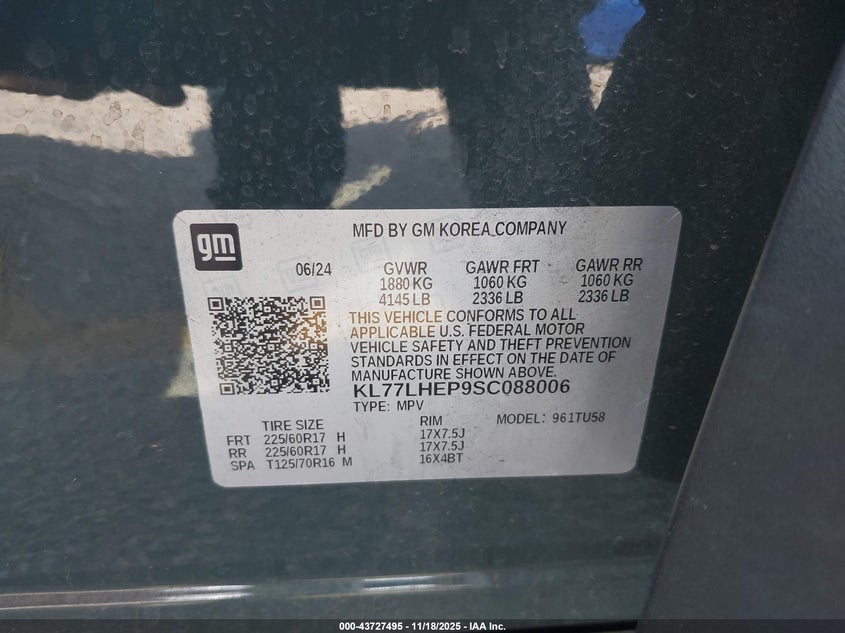 gm
MFD BY GM KOREA COMPANY
06/24
GVWR GAWR FRT GAWR RR
1880 KG 1060 KG 1060 KG
4145 LB 2336 LB 2336 LB
THIS VEHICLE CONFORMS TO ALL
APPLICABLE U.S. FEDERAL MOTOR
VEHICLE SAFETY AND THEFT PREVENTION
STANDARDS IN EFFECT ON THE DATE OF
MANUFACTURE SHOWN ABOVE.
KL77LHEP9SC088006
TYPE: MPV
TIRE SIZE RIM MODEL: 961TU58
FRT 225/60R17 H 17X7.5J
RR 225/60R17 H 17X7.5J
SPA T125/70R16 M 16X4BT
000-43727495 - 11/18/2025 - IAA Inc.